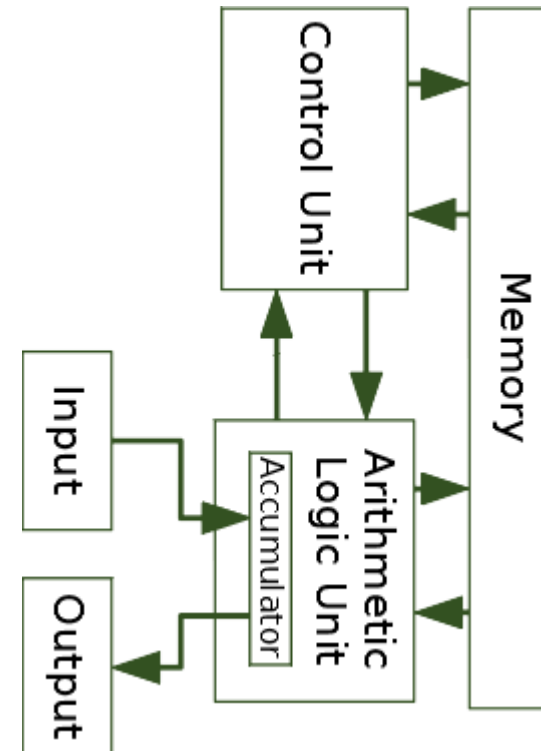 Memory
Control Unit
Arithmetic
Logic Unit
Accumulator
Input
Output